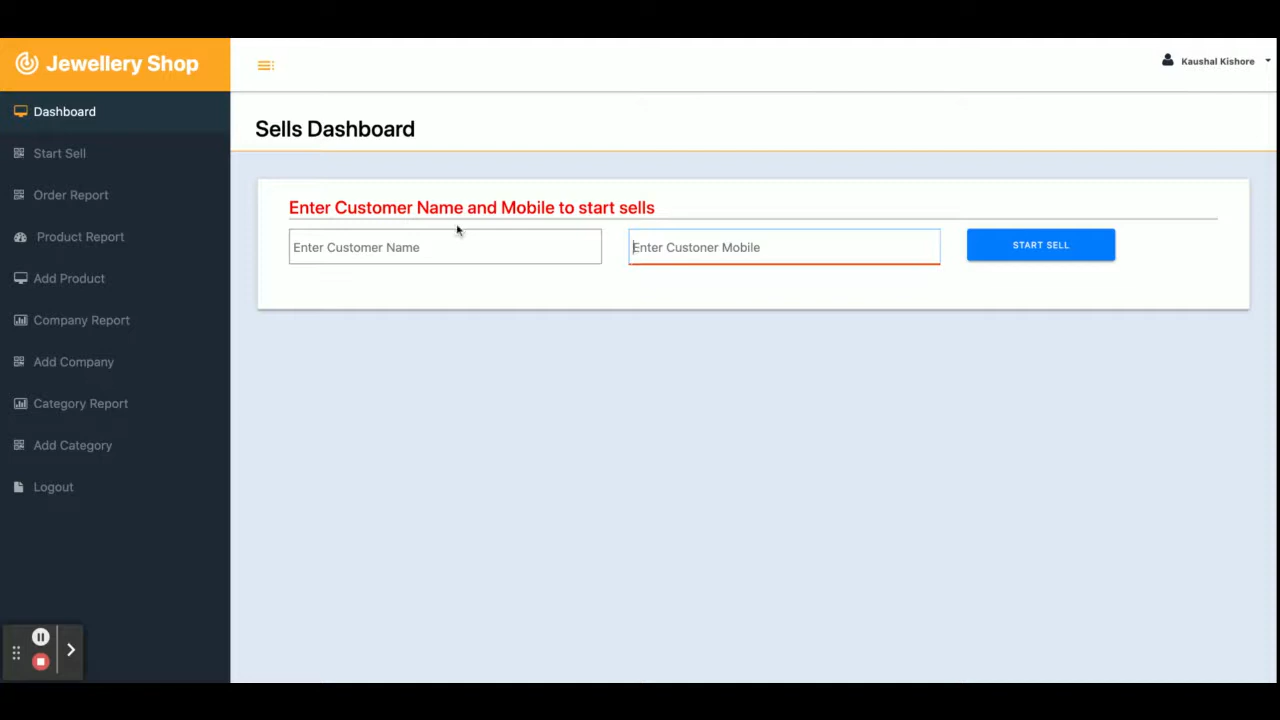 Jewellery Shop
Kaushal Kishore
Dashboard
Start Sell
Order Report
Product Report
Add Product
Company Report
Add Company
Category Report
Add Category
Logout
Sells Dashboard
Enter Customer Name and Mobile to start sells
Enter Customer Name
Enter Custoner Mobile
START SELL